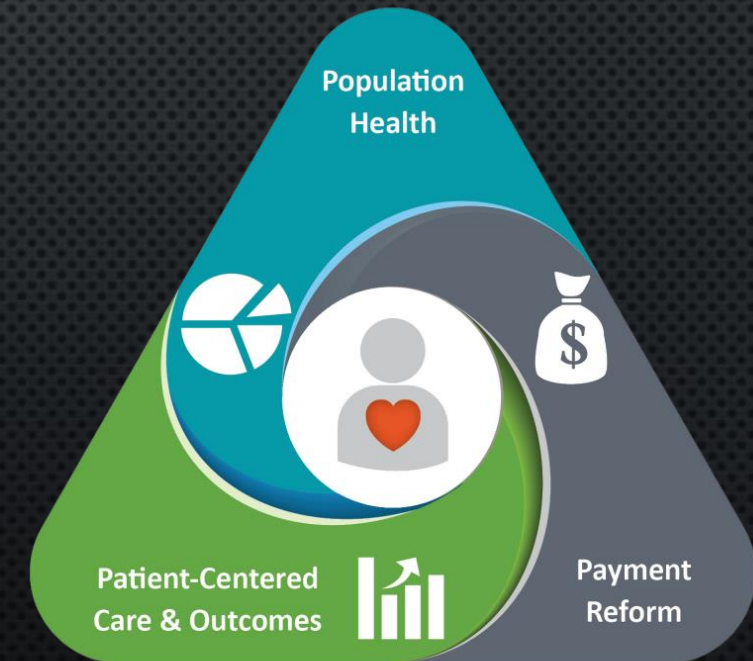 Population
Health
$
Patient-Centered
Care & Outcomes
Payment
Reform